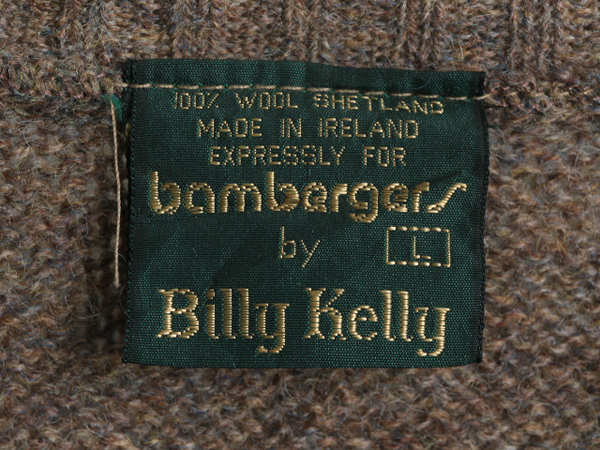 100% WOOL SHETLAND
MADE IN IRELAND
EXPRESSLY FOR
bambergers
by L
Billy Kelly